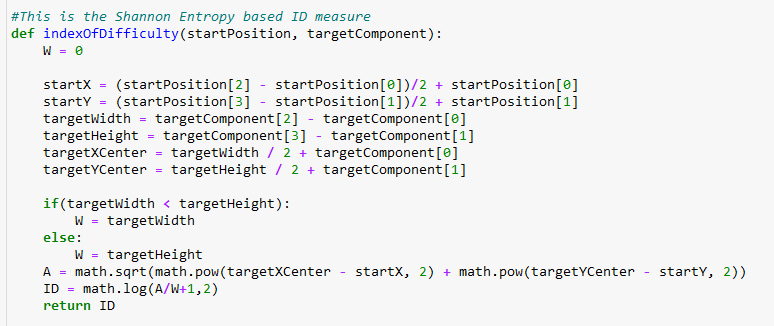 #This is the Shannon Entropy based ID measure
def indexOfDifficulty(startPosition, targetComponent):
    W = 0

    startX = (startPosition[2] - startPosition[0])/2 + startPosition[0]
    startY = (startPosition[3] - startPosition[1])/2 + startPosition[1]
    targetWidth = targetComponent[2] - targetComponent[0]
    targetHeight = targetComponent[3] - targetComponent[1]
    targetXCenter = targetWidth / 2 + targetComponent[0]
    targetYCenter = targetHeight / 2 + targetComponent[1]

    if(targetWidth < targetHeight):
        W = targetWidth
    else:
        W = targetHeight
    A = math.sqrt(math.pow(targetXCenter - startX, 2) + math.pow(targetYCenter - startY, 2))
    ID = math.log(A/W+1,2)
    return ID